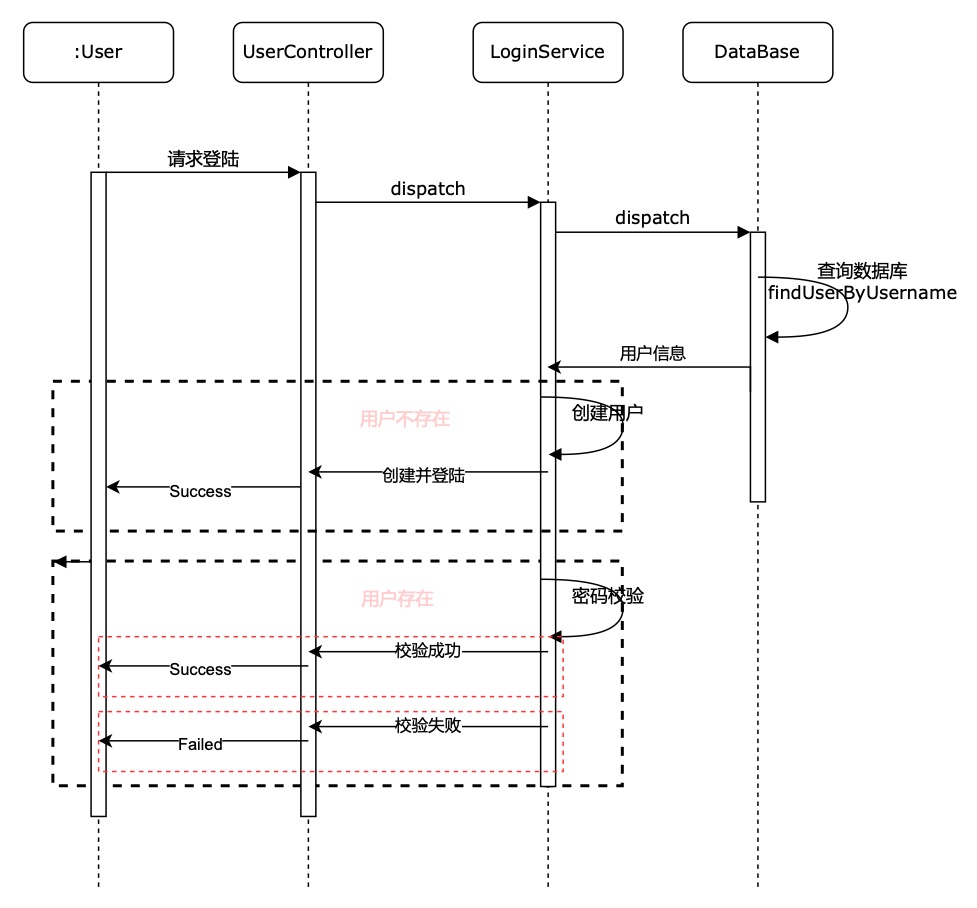 :User
UserController
LoginService
DataBase
请求登陆
dispatch
dispatch
查询数据库
findUserByUsername
用户信息
用户不存在
创建用户
创建并登陆
Success
用户存在
密码校验
校验成功
Success
校验失败
Failed